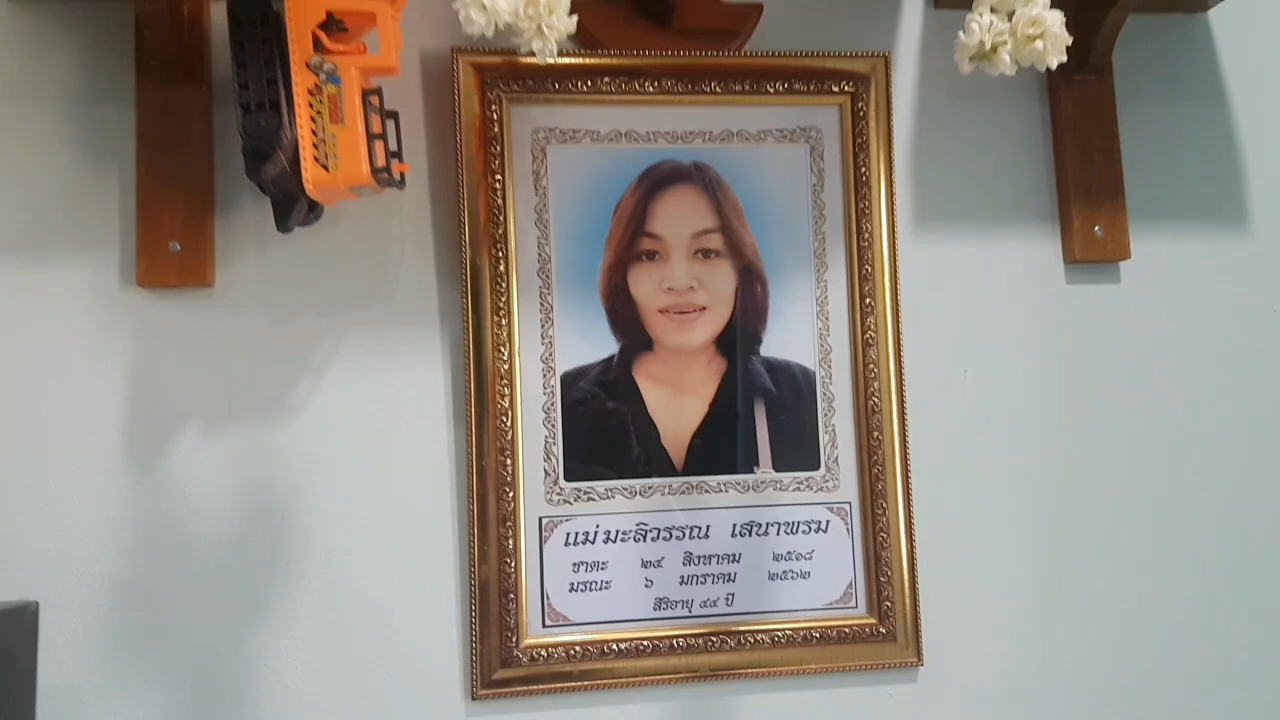 แม่มะลิวรรณ เสนาพรม
ชาตะ ๒๔ สิงหาคม ๒๕๑๘
มรณะ ๖ มกราคม ๒๕๖๒
สิริอายุ ๔๔ ปี